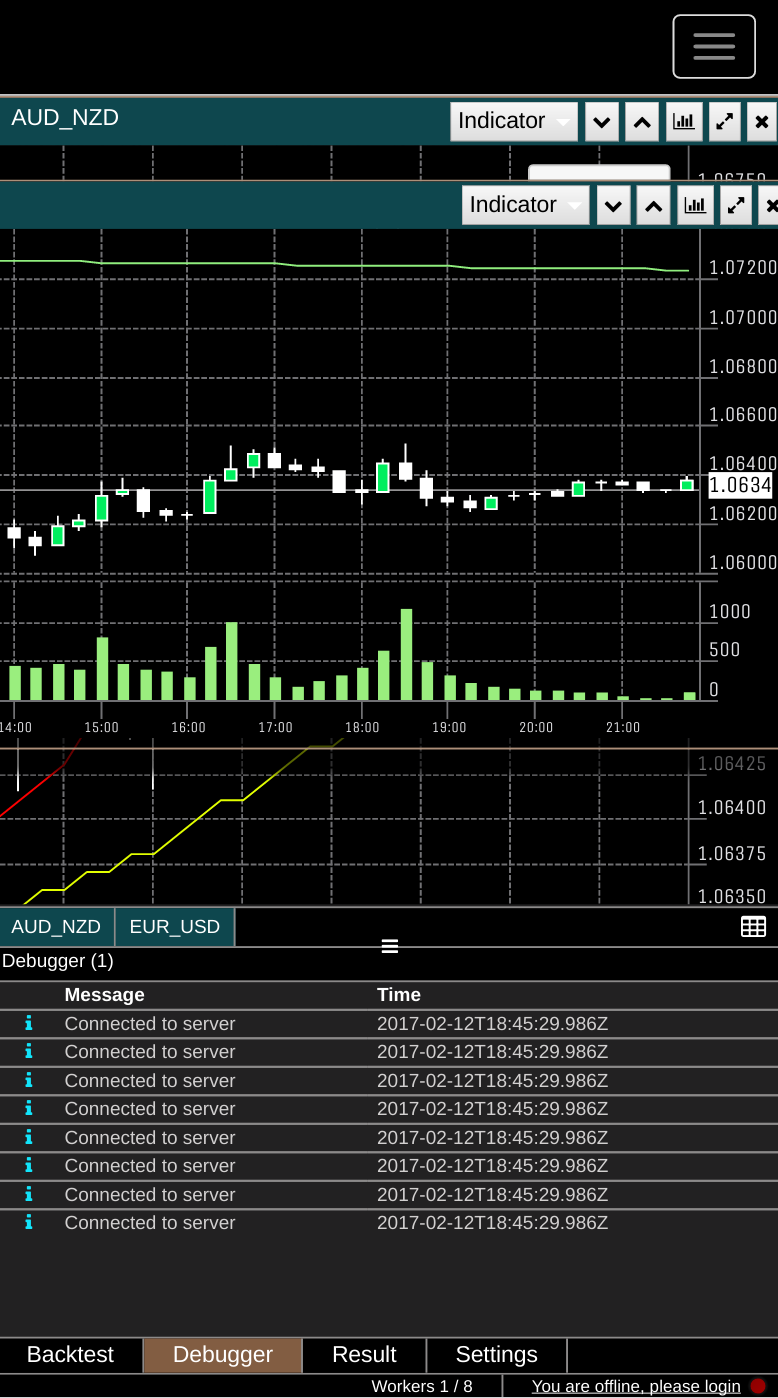 AUD_NZD Indicator
Indicator
1.07200
1.07000
1.06800
1.06600
1.06400
1.0634
1.06200
1.06000
1000
500
0
14:00 15:00 16:00 17:00 18:00 19:00 20:00 21:00
1.06425
1.06400
1.06375
1.06350
AUD_NZD EUR_USD
Debugger (1)
Message Time
Connected to server 2017-02-12T18:45:29.986Z
Connected to server 2017-02-12T18:45:29.986Z
Connected to server 2017-02-12T18:45:29.986Z
Connected to server 2017-02-12T18:45:29.986Z
Connected to server 2017-02-12T18:45:29.986Z
Connected to server 2017-02-12T18:45:29.986Z
Connected to server 2017-02-12T18:45:29.986Z
Connected to server 2017-02-12T18:45:29.986Z
Backtest Debugger Result Settings
Workers 1 / 8 You are offline, please login